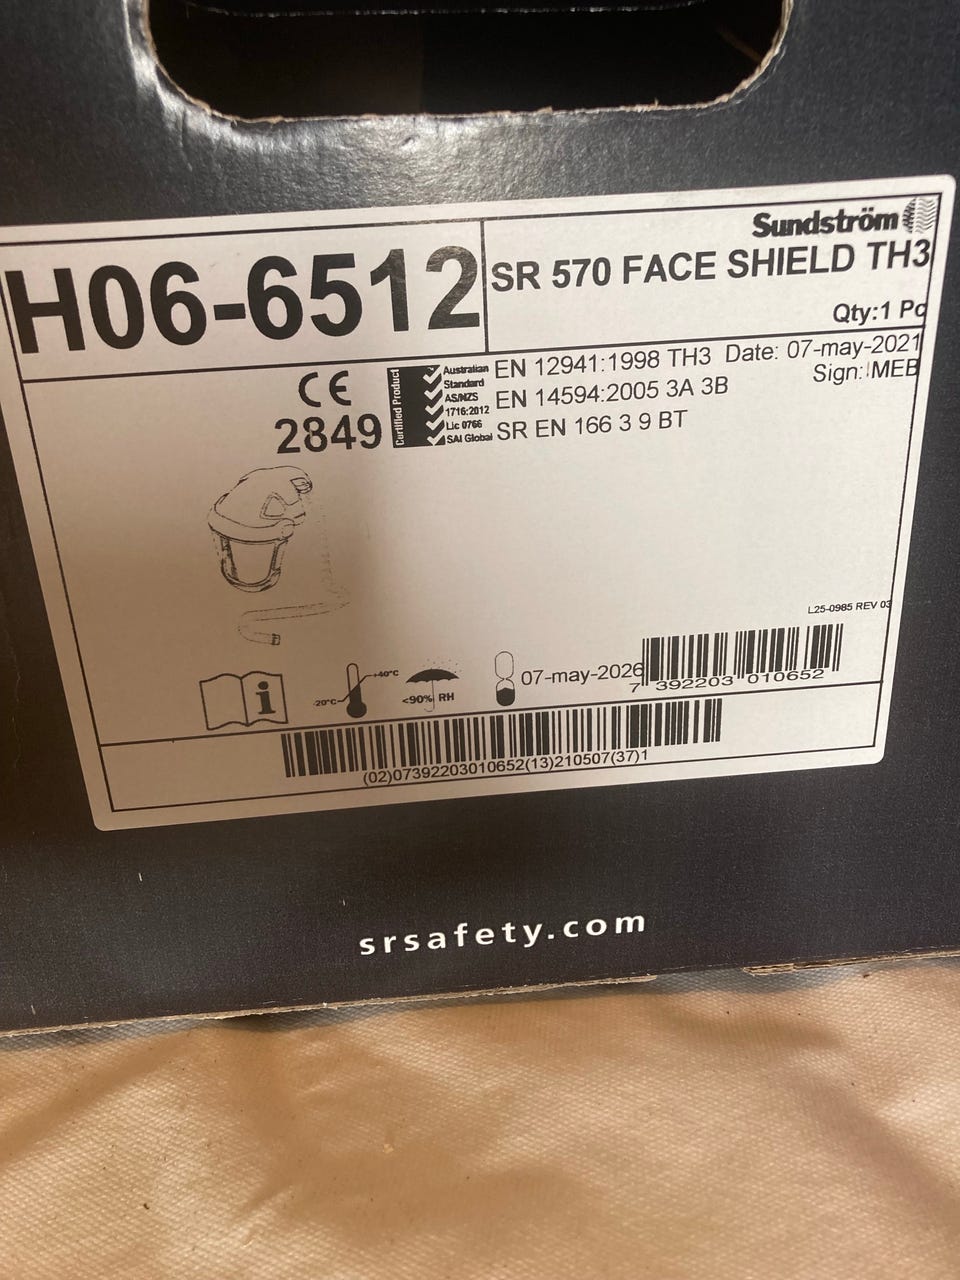 Sundström
H06-6512
SR 570 FACE SHIELD TH3
Qty:1 Pc
CE
2849
Certified Product
Australian
Standard
AS/NZS
1716:2012
Lic 0766
SAI Global
EN 12941:1998 TH3
EN 14594:2005 3A 3B
SR EN 166 3 9 BT
Date: 07-may-2021
Sign: MEB
L25-0985 REV 03
i
-20°C
+40°C
<90% RH
07-may-2026
7 392203 010652
(02)07392203010652(13)210507(37)1
srsafety.com